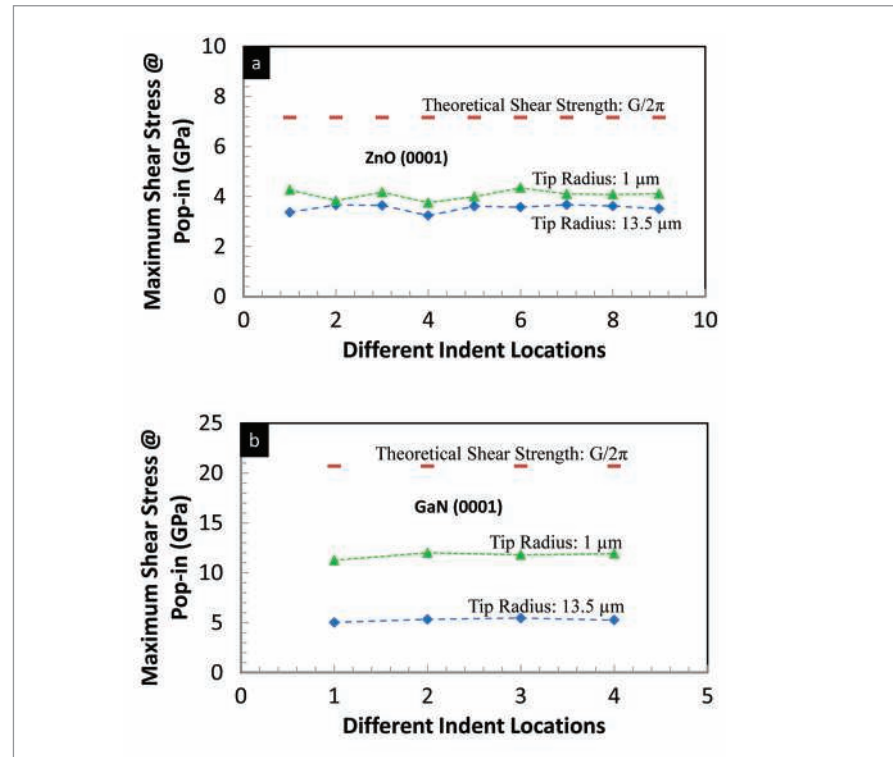 a
Maximum Shear Stress @
Pop-in (GPa)
10
8
6
4
2
0
Theoretical Shear Strength: G/2π
ZnO (0001)
Tip Radius: 1 µm
Tip Radius: 13.5 µm
0 2 4 6 8 10
Different Indent Locations
b
Maximum Shear Stress @
Pop-in (GPa)
25
20
15
10
5
0
Theoretical Shear Strength: G/2π
GaN (0001)
Tip Radius: 1 µm
Tip Radius: 13.5 µm
0 1 2 3 4 5
Different Indent Locations